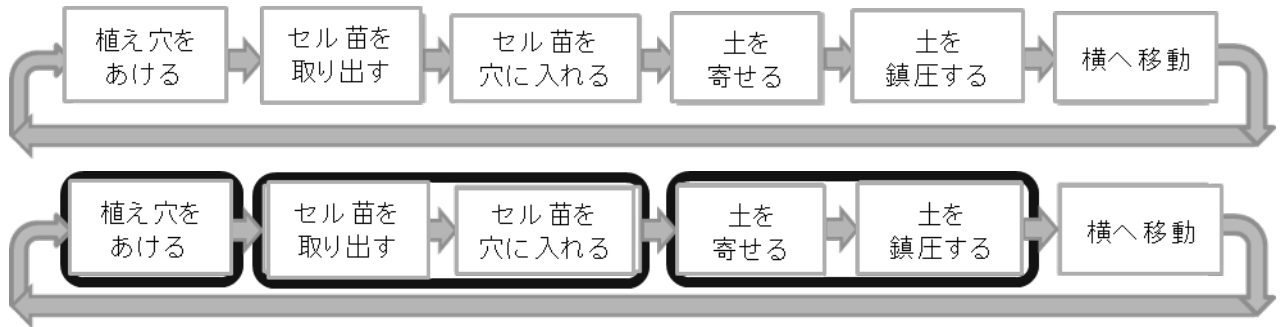 植え穴を
あける
セル苗を
取り出す
セル苗を
穴に入れる
土を
寄せる
土を
鎮圧する
横へ移動
植え穴を
あける
セル苗を
取り出す
セル苗を
穴に入れる
土を
寄せる
土を
鎮圧する
横へ移動